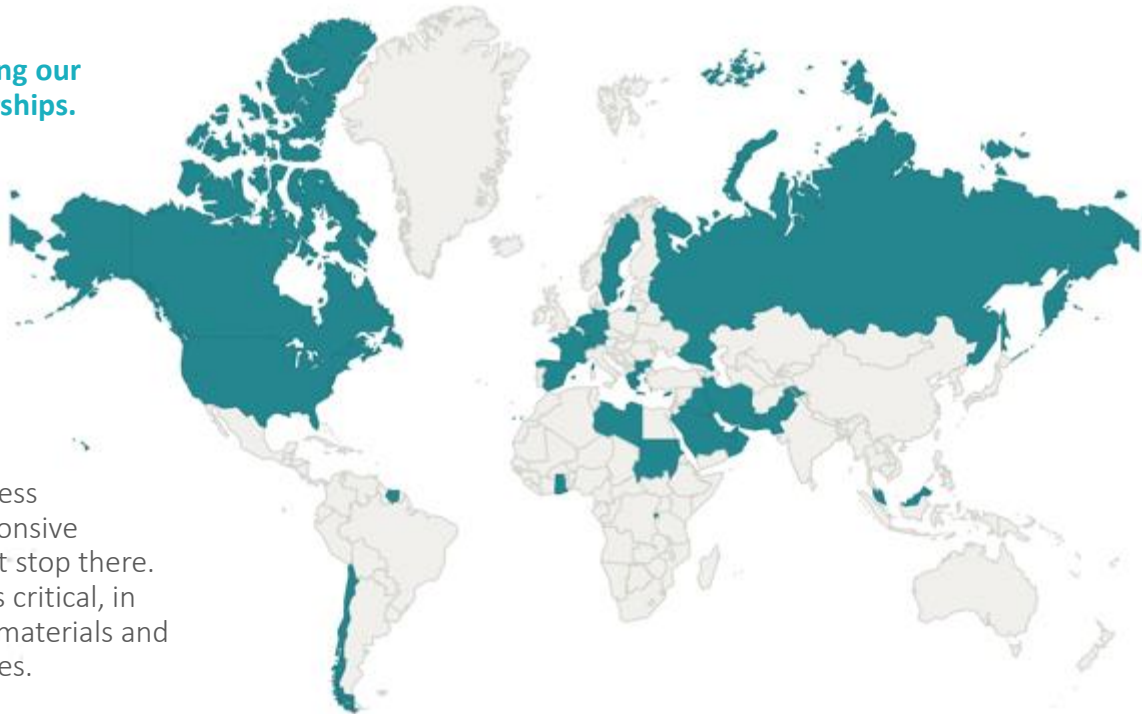 ng our
ships.
ess
onsive
t stop there.
s critical, in
materials and
es.